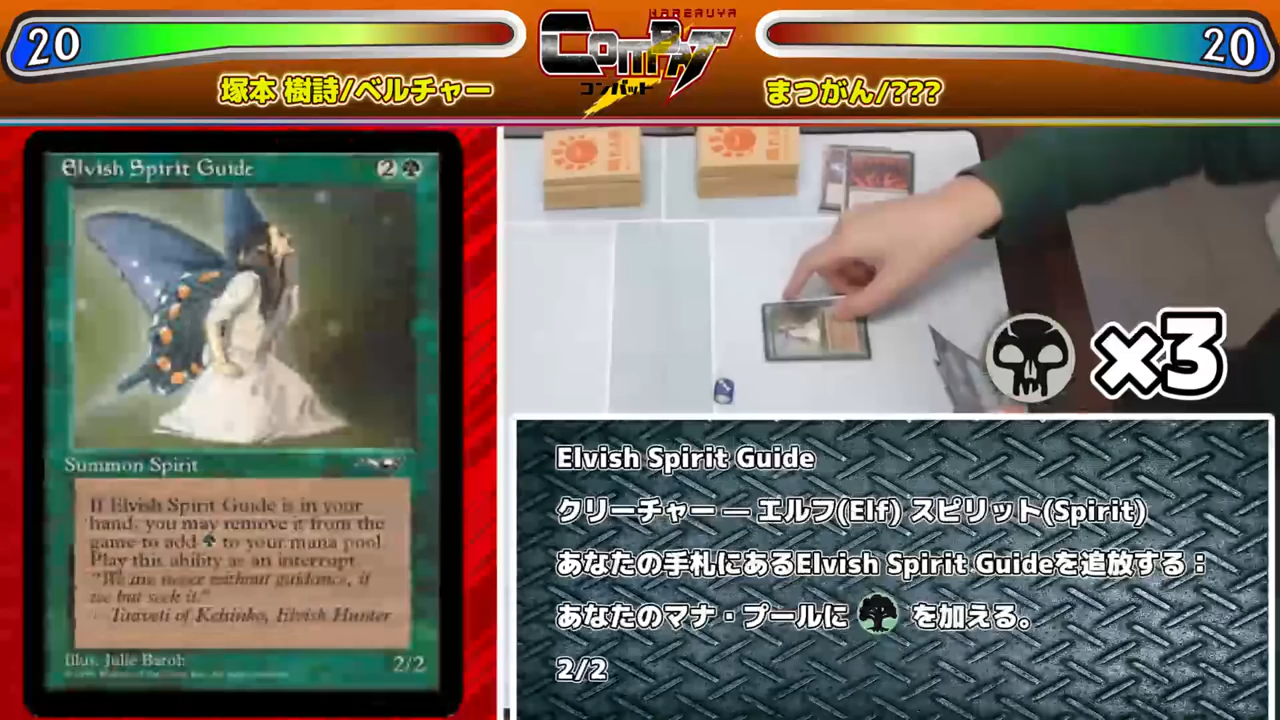 20
HARERUYA
COMBAT
コンバット
20
塚本 樹詩/ベルチャー
まつがん/???
Elvish Spirit Guide
2
Summon Spirit
If Elvish Spirit Guide is in your
hand, you may remove it from the
game to add to your mana pool.
Play this ability as an interrupt.
"We are never without guidance, if
we but seek it."
—Taaveti of Kelsinko, Elvish Hunter
Illus. Julie Baroh
2/2
×3
Elvish Spirit Guide
クリーチャー — エルフ(Elf) スピリット(Spirit)
あなたの手札にあるElvish Spirit Guideを追放する：
あなたのマナ・プールに を加える。
2/2